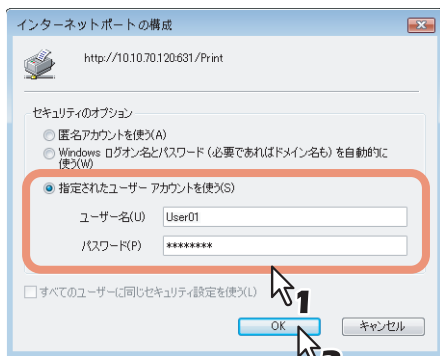 インターネットポートの構成
http://10.10.70.120:631/Print
セキュリティのオプション
匿名アカウントを使う(A)
Windows ログオン名とパスワード (必要であればドメイン名も) を自動的に
使う(W)
指定されたユーザー アカウントを使う(S)
ユーザー名(U) User01
パスワード(P) ********
すべてのユーザーに同じセキュリティ設定を使う(L)
1
OK キャンセル